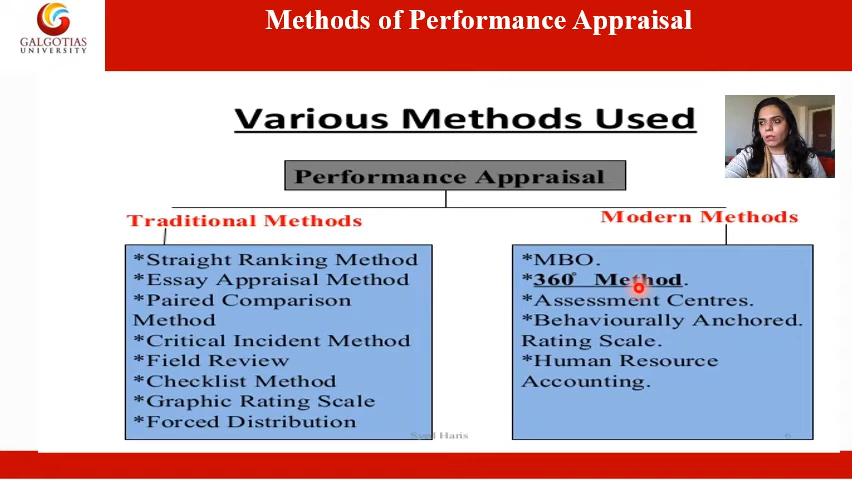 GALGOTIAS
UNIVERSITY
Methods of Performance Appraisal
Various Methods Used
Performance Appraisal
Traditional Methods
*Straight Ranking Method
*Essay Appraisal Method
*Paired Comparison
Method
*Critical Incident Method
*Field Review
*Checklist Method
*Graphic Rating Scale
*Forced Distribution
Modern Methods
*MBO.
*360° Method.
*Assessment Centres.
*Behaviourally Anchored.
Rating Scale.
*Human Resource
Accounting.
Syed Haris
6